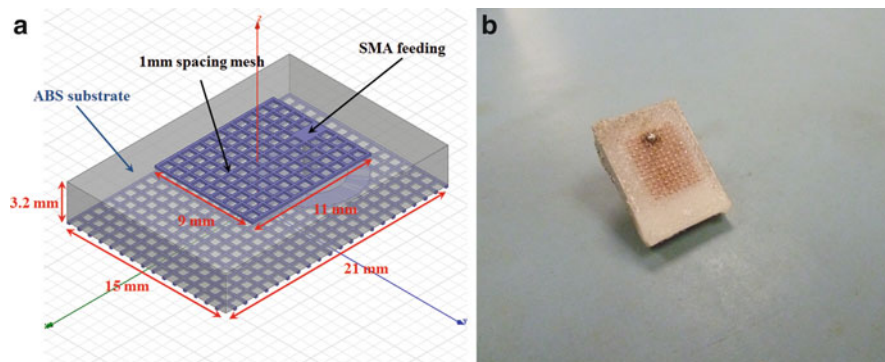 a
b
z
SMA feeding
1mm spacing mesh
ABS substrate
3.2 mm
9 mm
11 mm
15 mm
21 mm